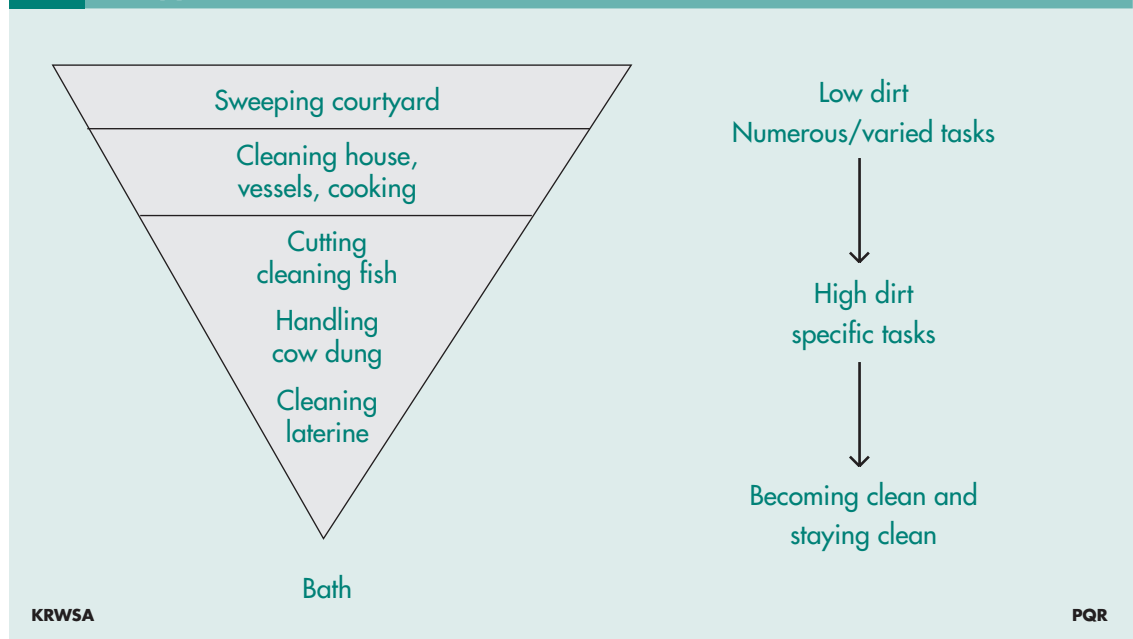 Sweeping courtyard
Cleaning house,
vessels, cooking
Cutting
cleaning fish
Handling
cow dung
Cleaning
laterine
Bath
Low dirt
Numerous/varied tasks
High dirt
specific tasks
Becoming clean and
staying clean
KRWSA
PQR